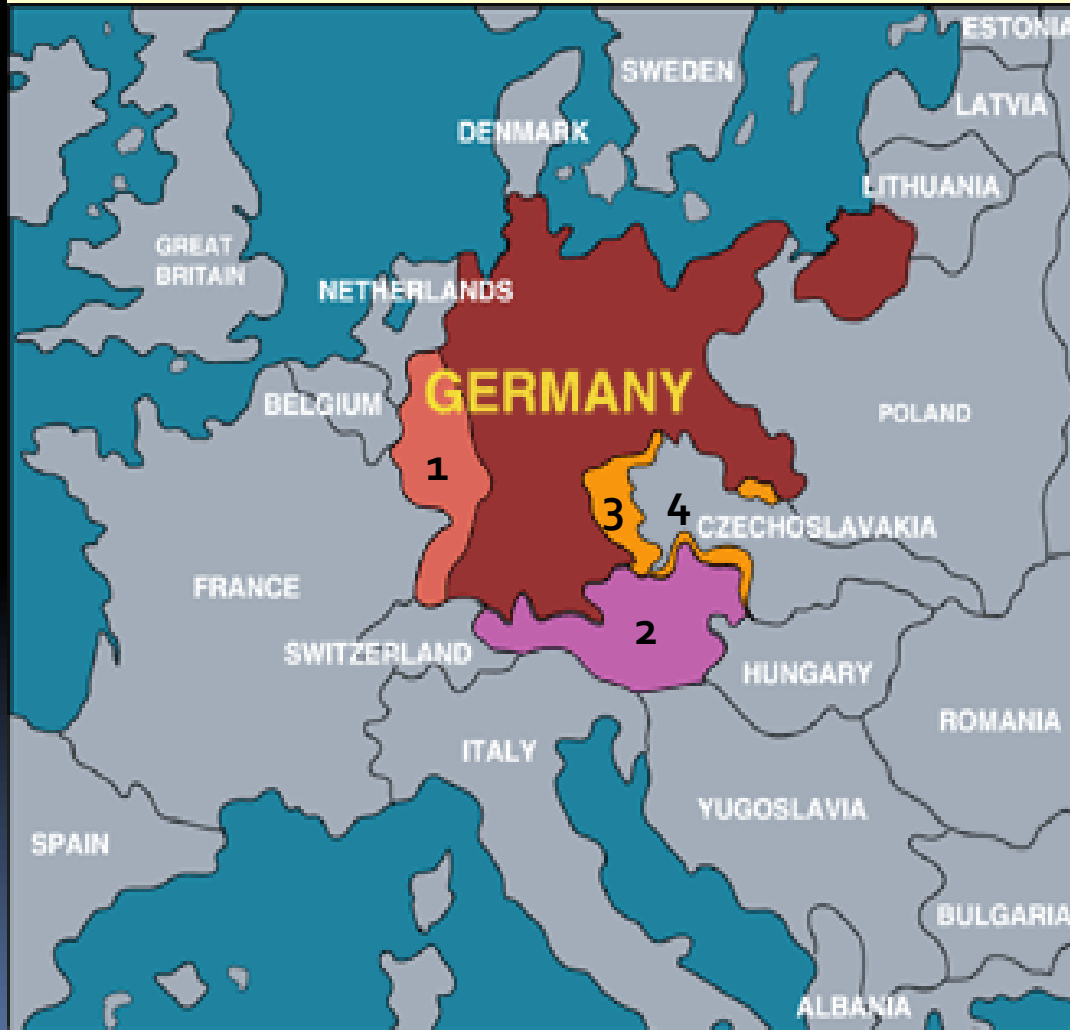 ESTONIA
SWEDEN
LATVIA
DENMARK
LITHUANIA
GREAT
BRITAIN
NETHERLANDS
GERMANY
BELGIUM
POLAND
1
3
4
CZECHOSLAVAKIA
FRANCE
2
SWITZERLAND
HUNGARY
ROMANIA
ITALY
YUGOSLAVIA
SPAIN
BULGARIA
ALBANIA